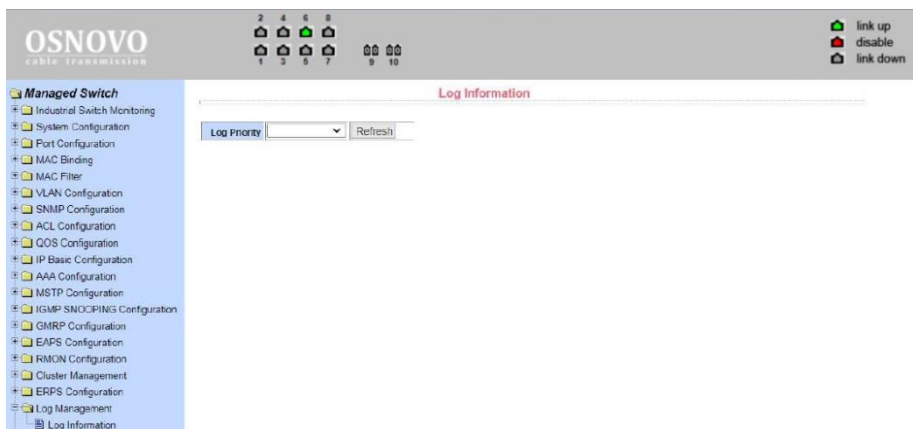 OSNOVO
cable transmission
2 4 6 8
1 3 5 7 9 10
link up
disable
link down
Managed Switch
Industrial Switch Monitoring
System Configuration
Port Configuration
MAC Binding
MAC Filter
VLAN Configuration
SNMP Configuration
ACL Configuration
QOS Configuration
IP Basic Configuration
AAA Configuration
MSTP Configuration
IGMP SNOOPING Configuration
GMRP Configuration
EAPS Configuration
RMON Configuration
Cluster Management
ERPS Configuration
Log Management
Log Information
Log Information
Log Priority Refresh